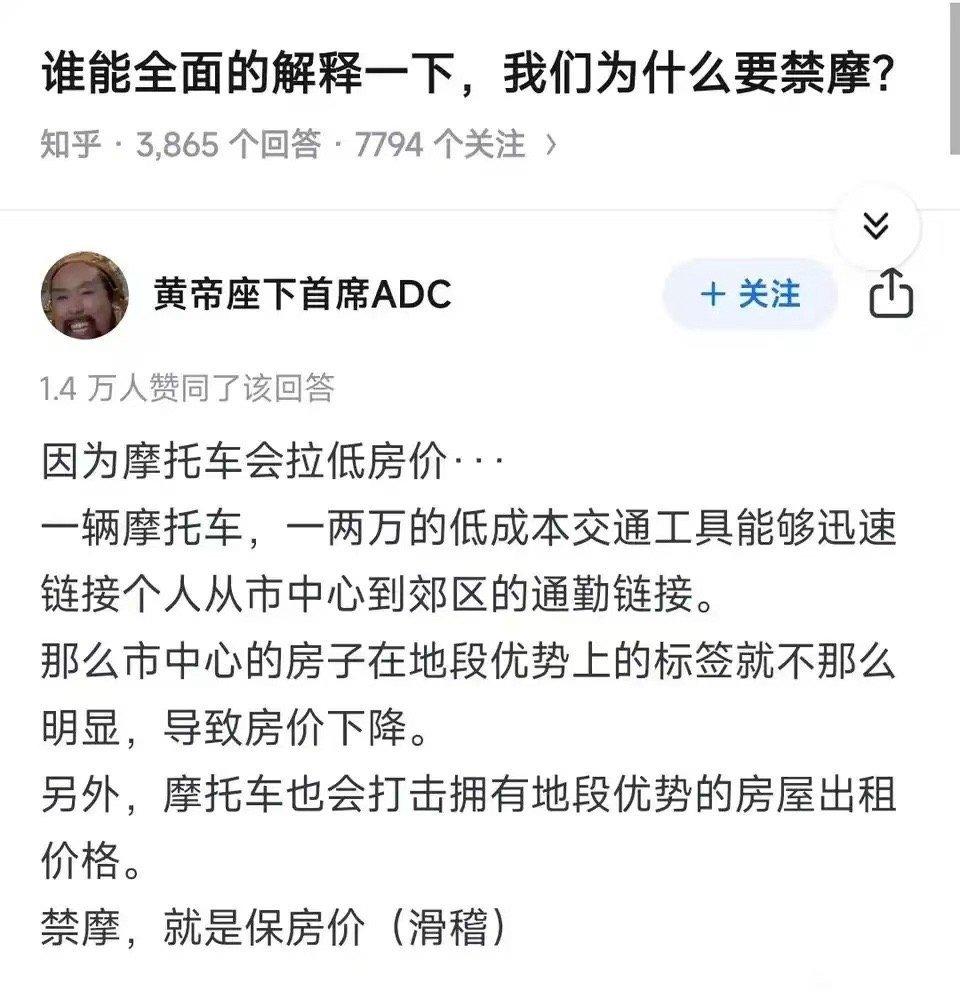 谁能全面的解释一下，我们为什么要禁摩?
知乎 · 3,865 个回答 · 7794 个关注 >
黄帝座下首席ADC
+ 关注
1.4 万人赞同了该回答
因为摩托车会拉低房价···
一辆摩托车，一两万的低成本交通工具能够迅速
链接个人从市中心到郊区的通勤链接。
那么市中心的房子在地段优势上的标签就不那么
明显，导致房价下降。
另外，摩托车也会打击拥有地段优势的房屋出租
价格。
禁摩，就是保房价（滑稽）